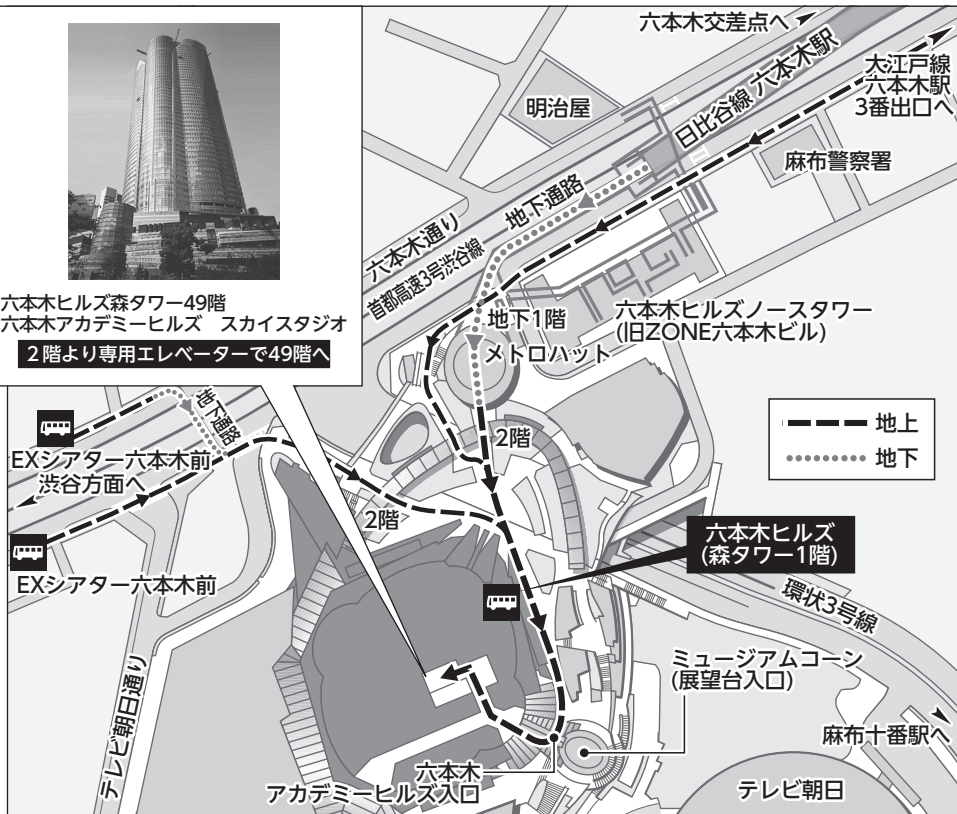 六本木交差点へ
日比谷線 六本木駅
大江戸線
六本木駅
3番出口へ
明治屋
麻布警察署
地下通路
六本木通り
首都高速3号渋谷線
六本木ヒルズ森タワー49階
六本木アカデミーヒルズ　スカイスタジオ
2階より専用エレベーターで49階へ
地下1階
メトロハット
六本木ヒルズノースタワー
(旧ZONE六本木ビル)
地下通路
EXシアター六本木前
渋谷方面へ
2階
地上
地下
2階
EXシアター六本木前
六本木ヒルズ
(森タワー1階)
環状3号線
ミュージアムコーン
(展望台入口)
テレビ朝日通り
麻布十番駅へ
六本木
アカデミーヒルズ入口
テレビ朝日